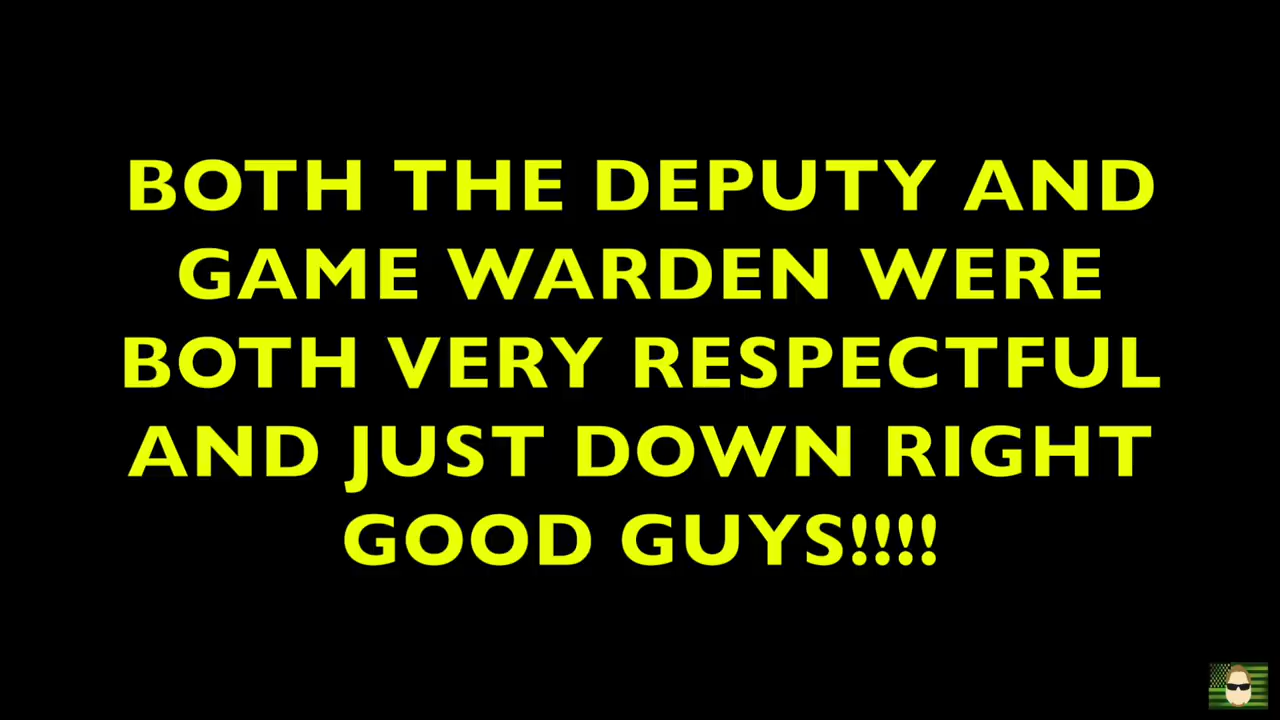 BOTH THE DEPUTY AND
GAME WARDEN WERE
BOTH VERY RESPECTFUL
AND JUST DOWN RIGHT
GOOD GUYS!!!!